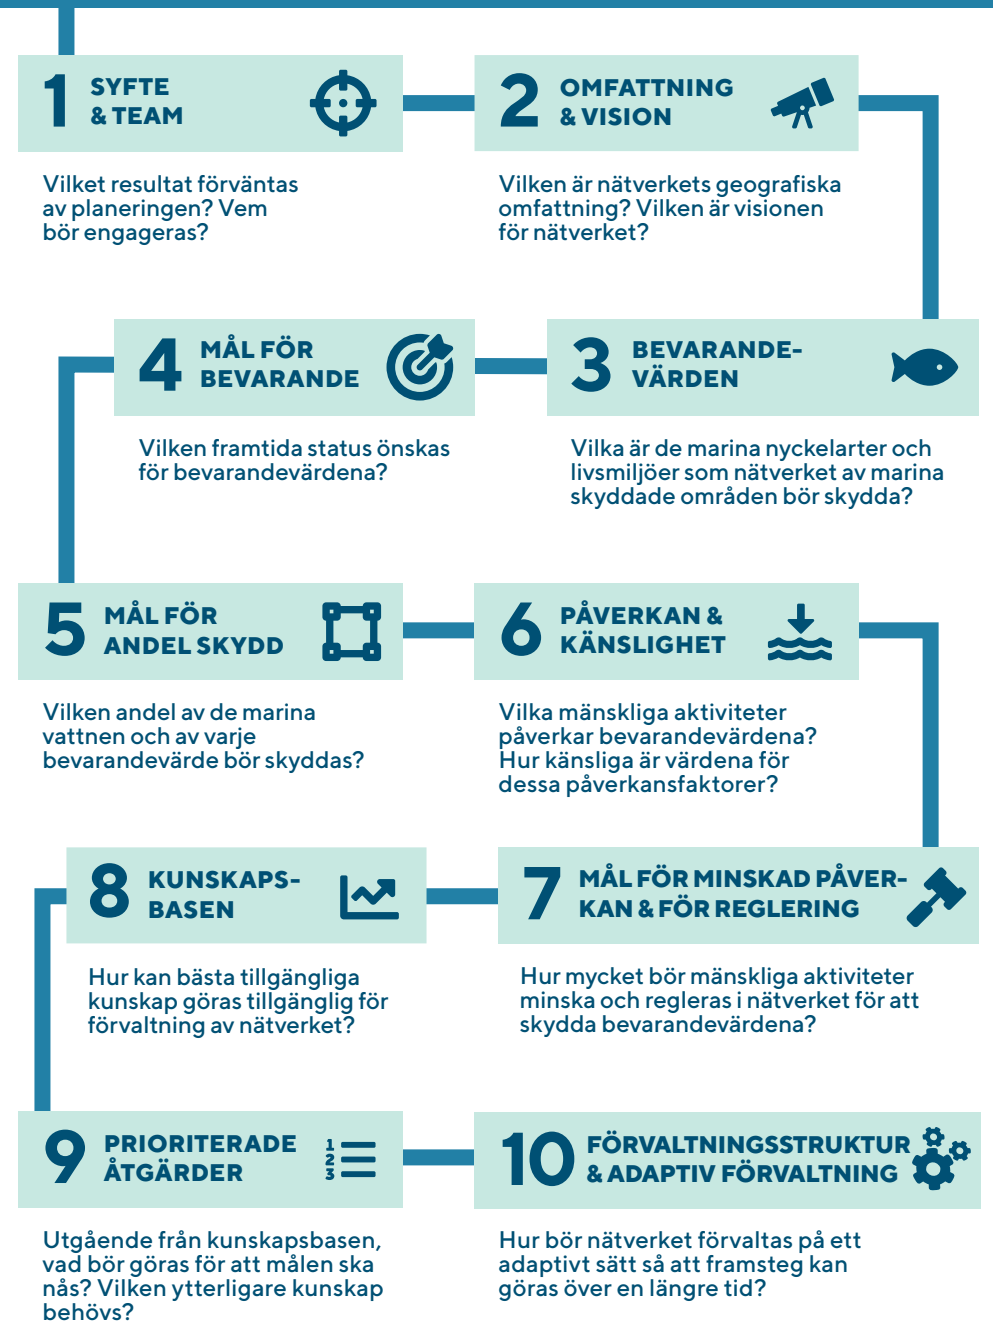 1 SYFTE
& TEAM
Vilket resultat förväntas
av planeringen? Vem
bör engageras?
2 OMFATTNING
& VISION
Vilken är nätverkets geografiska
omfattning? Vilken är visionen
för nätverket?
3 BEVARANDE-
VÄRDEN
Vilka är de marina nyckelarter och
livsmiljöer som nätverket av marina
skyddade områden bör skydda?
4 MÅL FÖR
BEVARANDE
Vilken framtida status önskas
för bevarandevärdena?
5 MÅL FÖR
ANDEL SKYDD
Vilken andel av de marina
vattnen och av varje
bevarandevärde bör skyddas?
6 PÅVERKAN &
KÄNSLIGHET
Vilka mänskliga aktiviteter
påverkar bevarandevärdena?
Hur känsliga är värdena för
dessa påverkansfaktorer?
7 MÅL FÖR MINSKAD PÅVER-
KAN & FÖR REGLERING
Hur mycket bör mänskliga aktiviteter
minska och regleras i nätverket för att
skydda bevarandevärdena?
8 KUNSKAPS-
BASEN
Hur kan bästa tillgängliga
kunskap göras tillgänglig för
förvaltning av nätverket?
9 PRIORITERADE
ÅTGÄRDER
1
2
3
Utgående från kunskapsbasen,
vad bör göras för att målen ska
nås? Vilken ytterligare kunskap
behövs?
10 FÖRVALTNINGSSTRUKTUR
& ADAPTIV FÖRVALTNING
Hur bör nätverket förvaltas på ett
adaptivt sätt så att framsteg kan
göras över en längre tid?